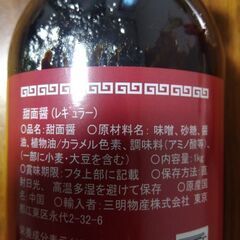 甜面醤(ﾚｷﾞｭﾗｰ)
○品名:甜面醤 ○原材料名:味噌、砂糖、醤
油、植物油/カラメル色素、調味料(アミノ酸等)、
(一部に小麦・大豆を含む) ○内容量:1kg
○賞味期限:フタ上部に記載 ○保存方法:直
射日光、高温多湿を避けて保存 ○原産国
名:中国 ○輸入者:三明物産株式会社 東京
都江東区永代2-32-6